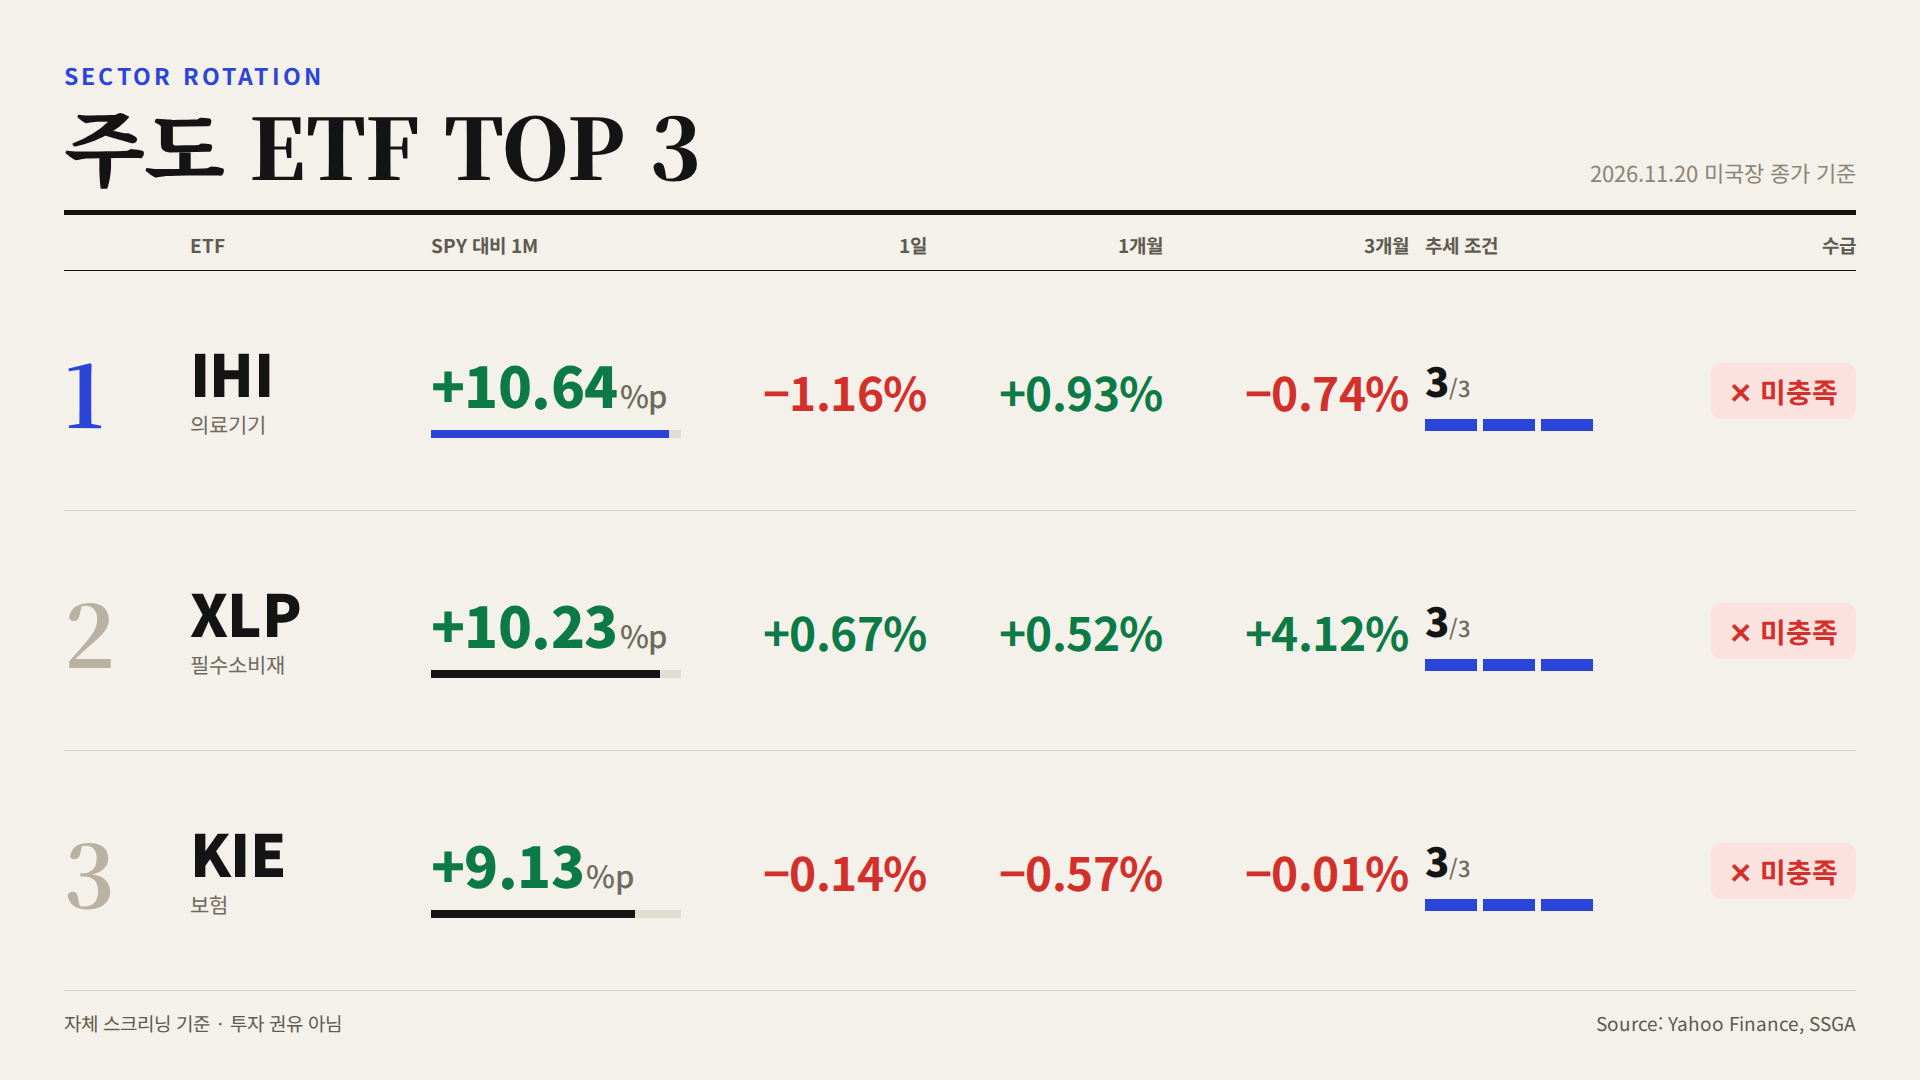 SECTOR ROTATION
주도 ETF TOP 3
2026.11.20 미국장 종가 기준
ETF SPY 대비 1M 1일 1개월 3개월 추세 조건 수급
1 IHI +10.64%p −1.16% +0.93% −0.74% 3/3 × 미충족
의료기기
2 XLP +10.23%p +0.67% +0.52% +4.12% 3/3 × 미충족
필수소비재
3 KIE +9.13%p −0.14% −0.57% −0.01% 3/3 × 미충족
보험
자체 스크리닝 기준 · 투자 권유 아님
Source: Yahoo Finance, SSGA